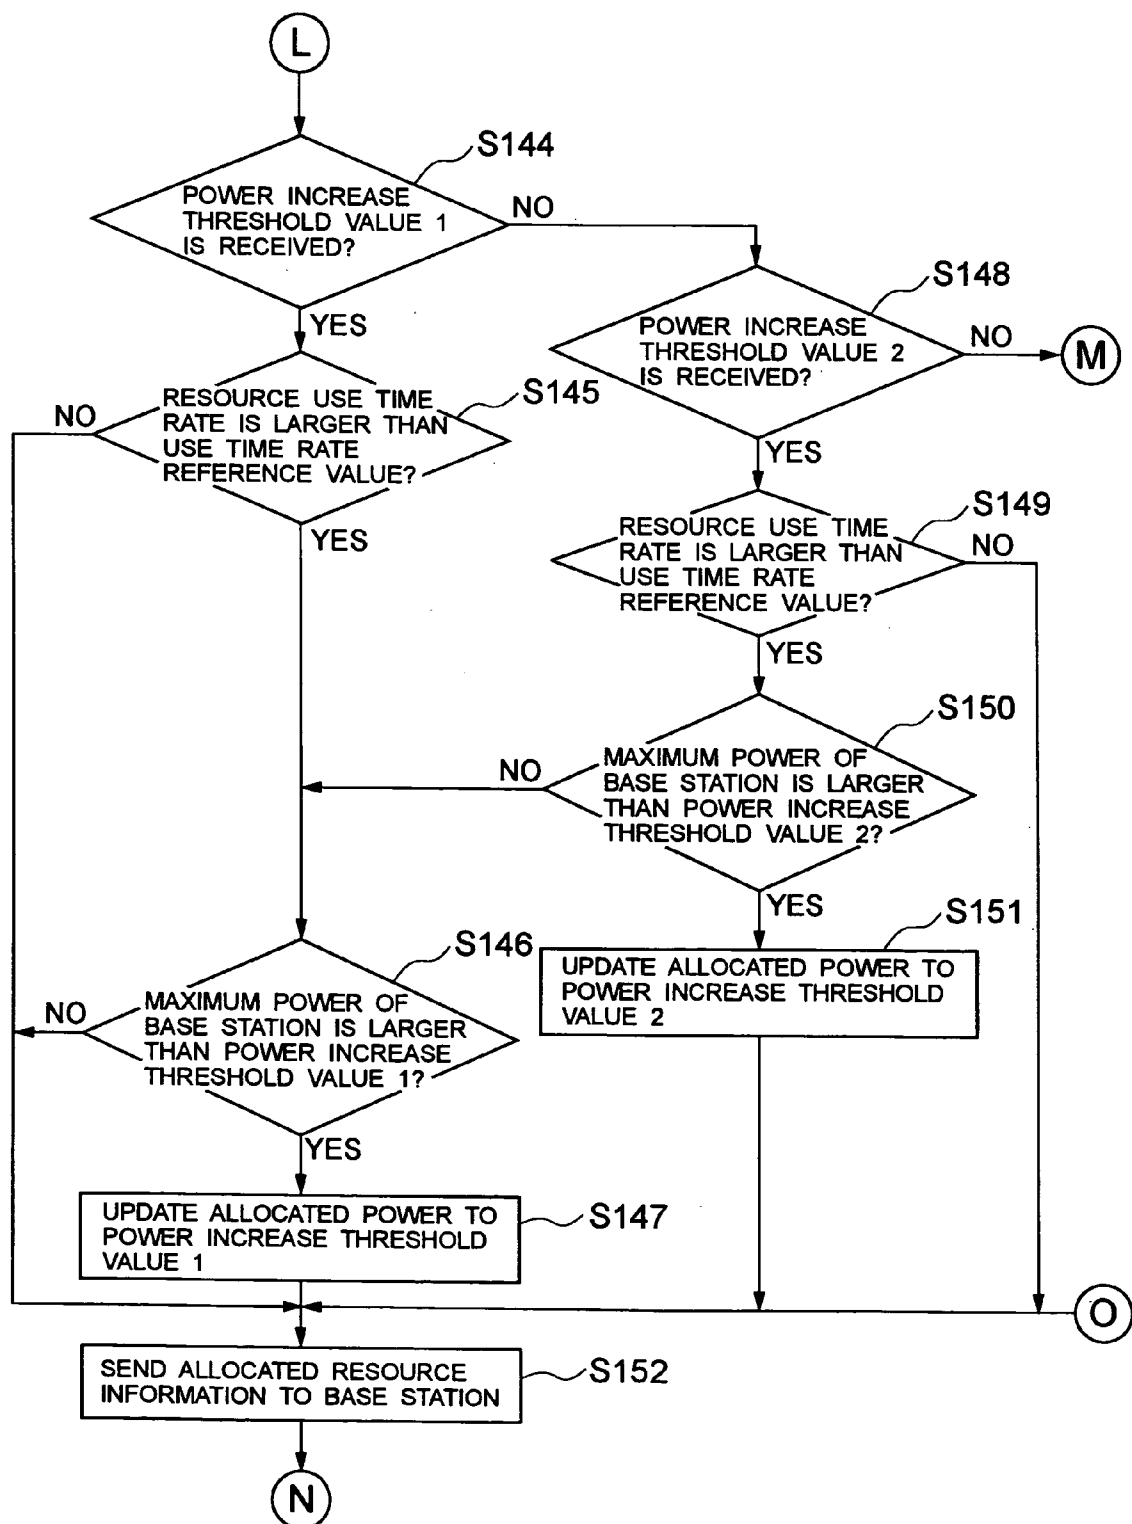 L
S144
POWER INCREASE
THRESHOLD VALUE 1
IS RECEIVED?
NO
YES
S148
POWER INCREASE
THRESHOLD VALUE 2
IS RECEIVED?
NO
M
YES
S145
RESOURCE USE TIME
RATE IS LARGER THAN
USE TIME RATE
REFERENCE VALUE?
NO
YES
S149
RESOURCE USE TIME
RATE IS LARGER THAN
USE TIME RATE
REFERENCE VALUE?
NO
YES
S150
MAXIMUM POWER OF
BASE STATION IS LARGER
THAN POWER INCREASE
THRESHOLD VALUE 2?
NO
YES
S151
UPDATE ALLOCATED POWER TO
POWER INCREASE THRESHOLD
VALUE 2
S146
MAXIMUM POWER OF
BASE STATION IS LARGER
THAN POWER INCREASE
THRESHOLD VALUE 1?
NO
YES
UPDATE ALLOCATED POWER TO
POWER INCREASE THRESHOLD
VALUE 1
S147
O
SEND ALLOCATED RESOURCE
INFORMATION TO BASE STATION
S152
N